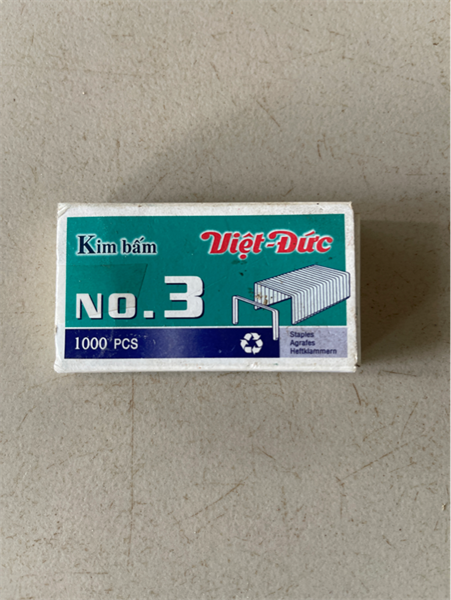 Kim bấm
Việt-Đức
NO.3
1000 PCS
Staples
Agrafes
Heftklammern